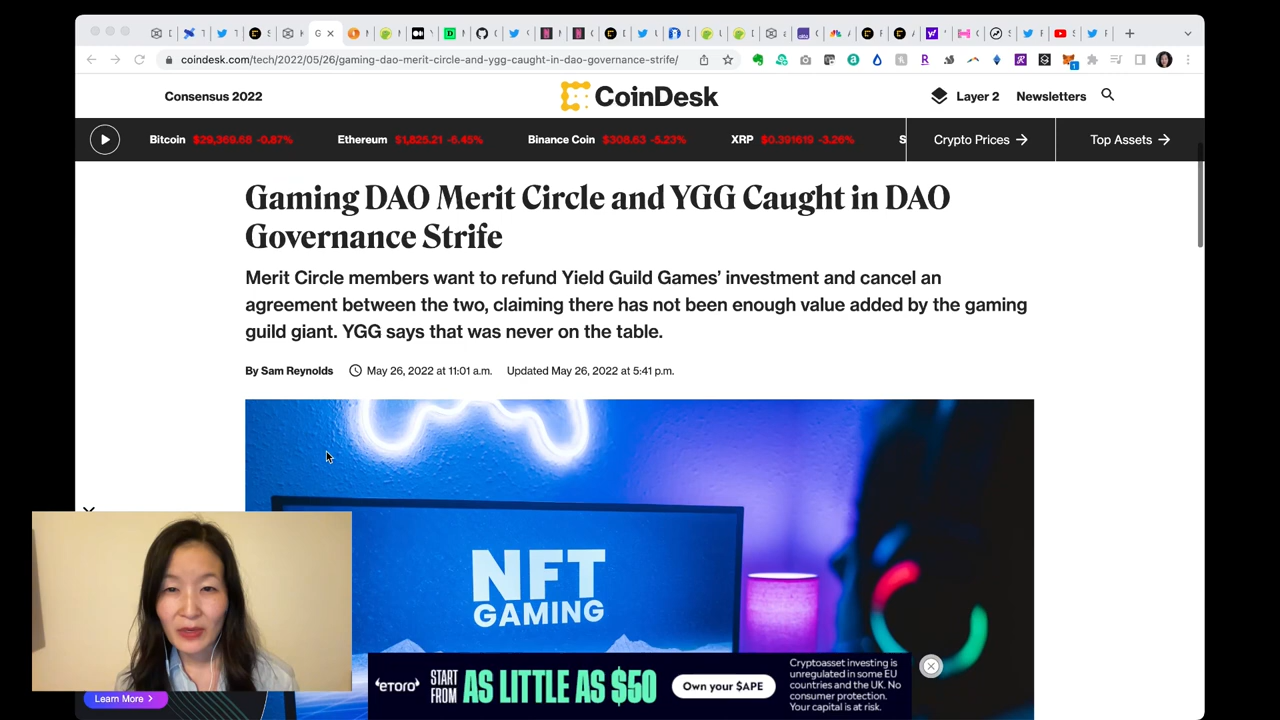 coindesk.com/tech/2022/05/26/gaming-dao-merit-circle-and-ygg-caught-in-dao-governance-strife/
Consensus 2022
CoinDesk
Layer 2
Newsletters
Bitcoin $29,369.68 -0.87%
Ethereum $1,825.21 -6.45%
Binance Coin $308.63 -5.23%
XRP $0.391619 -3.26%
S
Crypto Prices →
Top Assets →
Gaming DAO Merit Circle and YGG Caught in DAO
Governance Strife
Merit Circle members want to refund Yield Guild Games' investment and cancel an
agreement between the two, claiming there has not been enough value added by the gaming
guild giant. YGG says that was never on the table.
By Sam Reynolds
May 26, 2022 at 11:01 a.m.
Updated May 26, 2022 at 5:41 p.m.
NFT
GAMING
Learn More >
'eToro'
START
FROM
AS LITTLE AS $50
Own your $APE
Cryptoasset investing is
unregulated in some EU
countries and the UK. No
consumer protection.
Your capital is at risk.